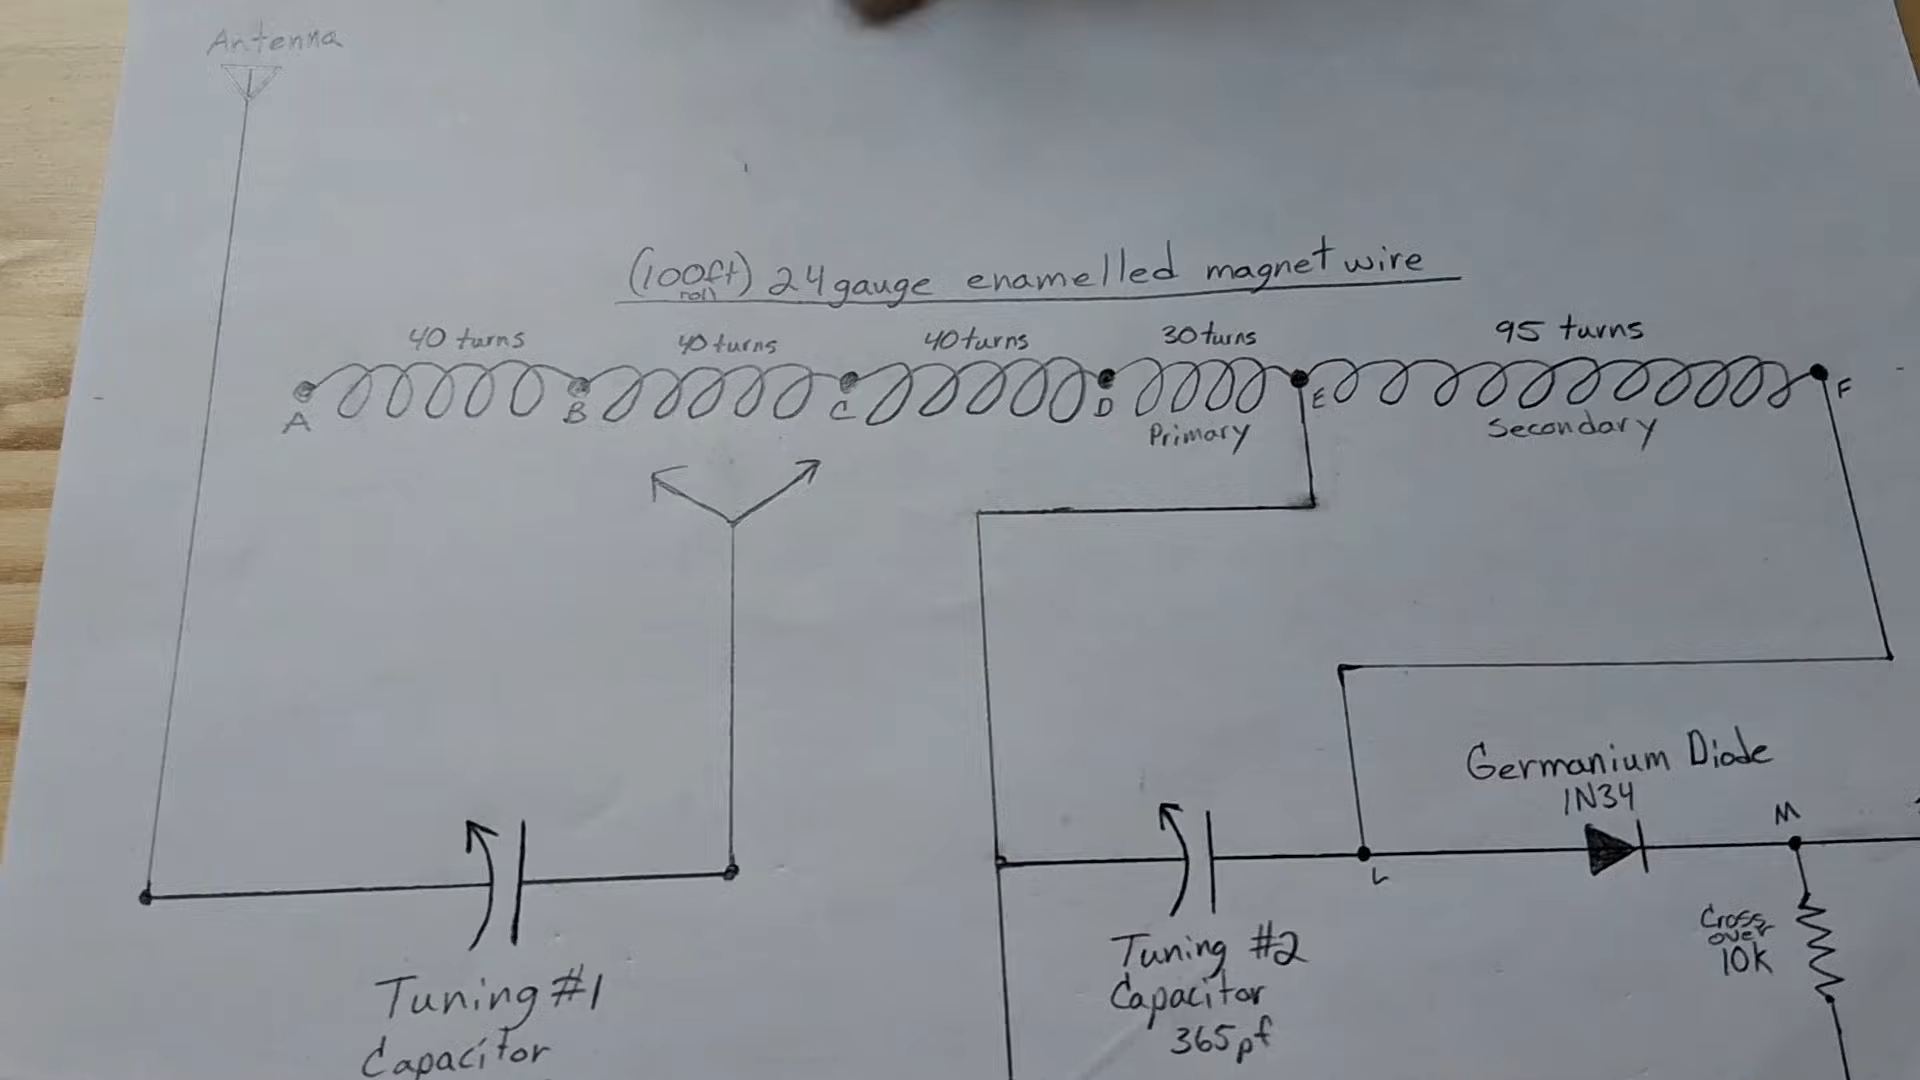 Antenna
(100ft) 24 gauge enamelled magnet wire
roll
40 turns
40 turns
40 turns
30 turns
95 turns
A
B
C
D
E
F
Primary
Secondary
Germanium Diode
1N34
M
L
Cross
over
10k
Tuning #1
Capacitor
Tuning #2
Capacitor
365pf